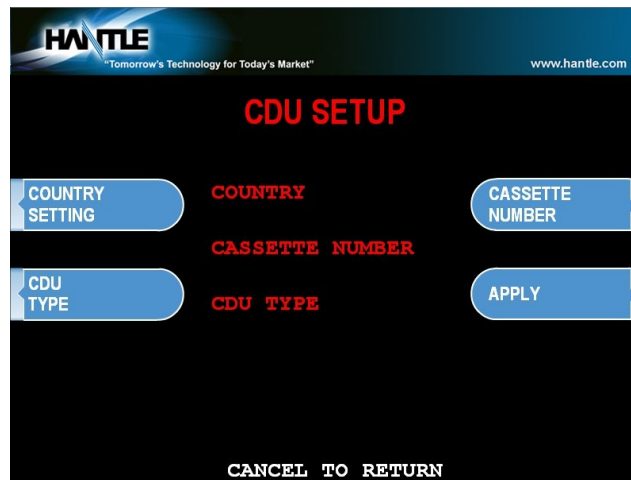 HANTLE
"Tomorrow's Technology for Today's Market"
www.hantle.com
CDU SETUP
COUNTRY
SETTING
COUNTRY
CASSETTE
NUMBER
CASSETTE NUMBER
CDU
TYPE
CDU TYPE
APPLY
CANCEL TO RETURN